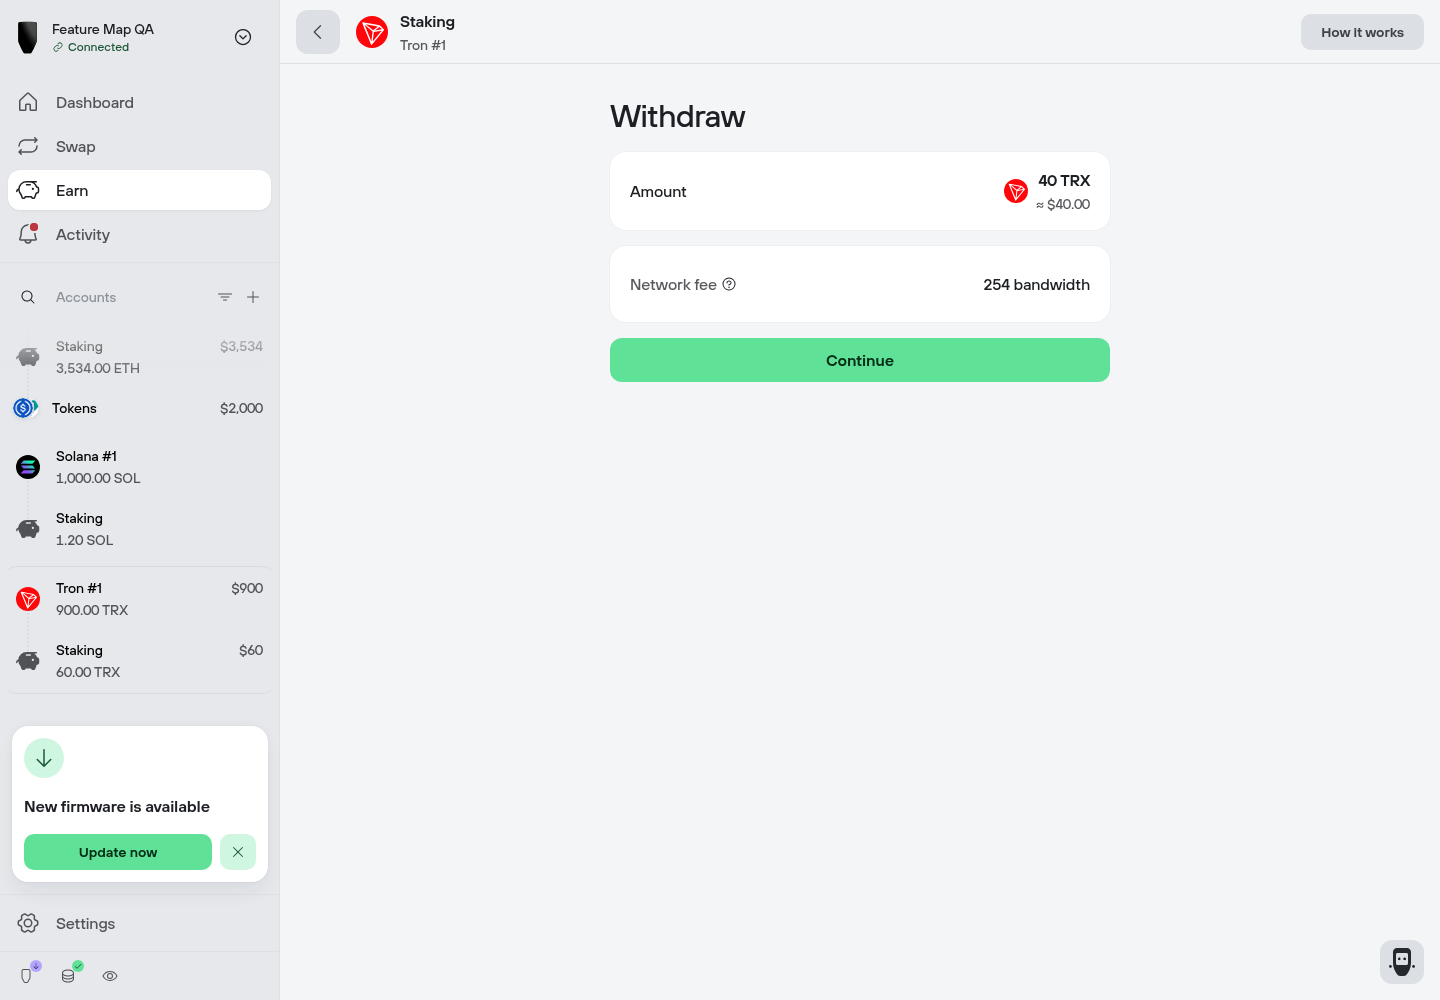 Feature Map QA
Connected
Dashboard
Swap
Earn
Activity
Accounts
Staking $3,534
3,534.00 ETH
Tokens $2,000
Solana #1
1,000.00 SOL
Staking
1.20 SOL
Tron #1 $900
900.00 TRX
Staking $60
60.00 TRX
New firmware is available
Update now
Settings
Staking
Tron #1
How it works
Withdraw
Amount
40 TRX
≈ $40.00
Network fee
254 bandwidth
Continue